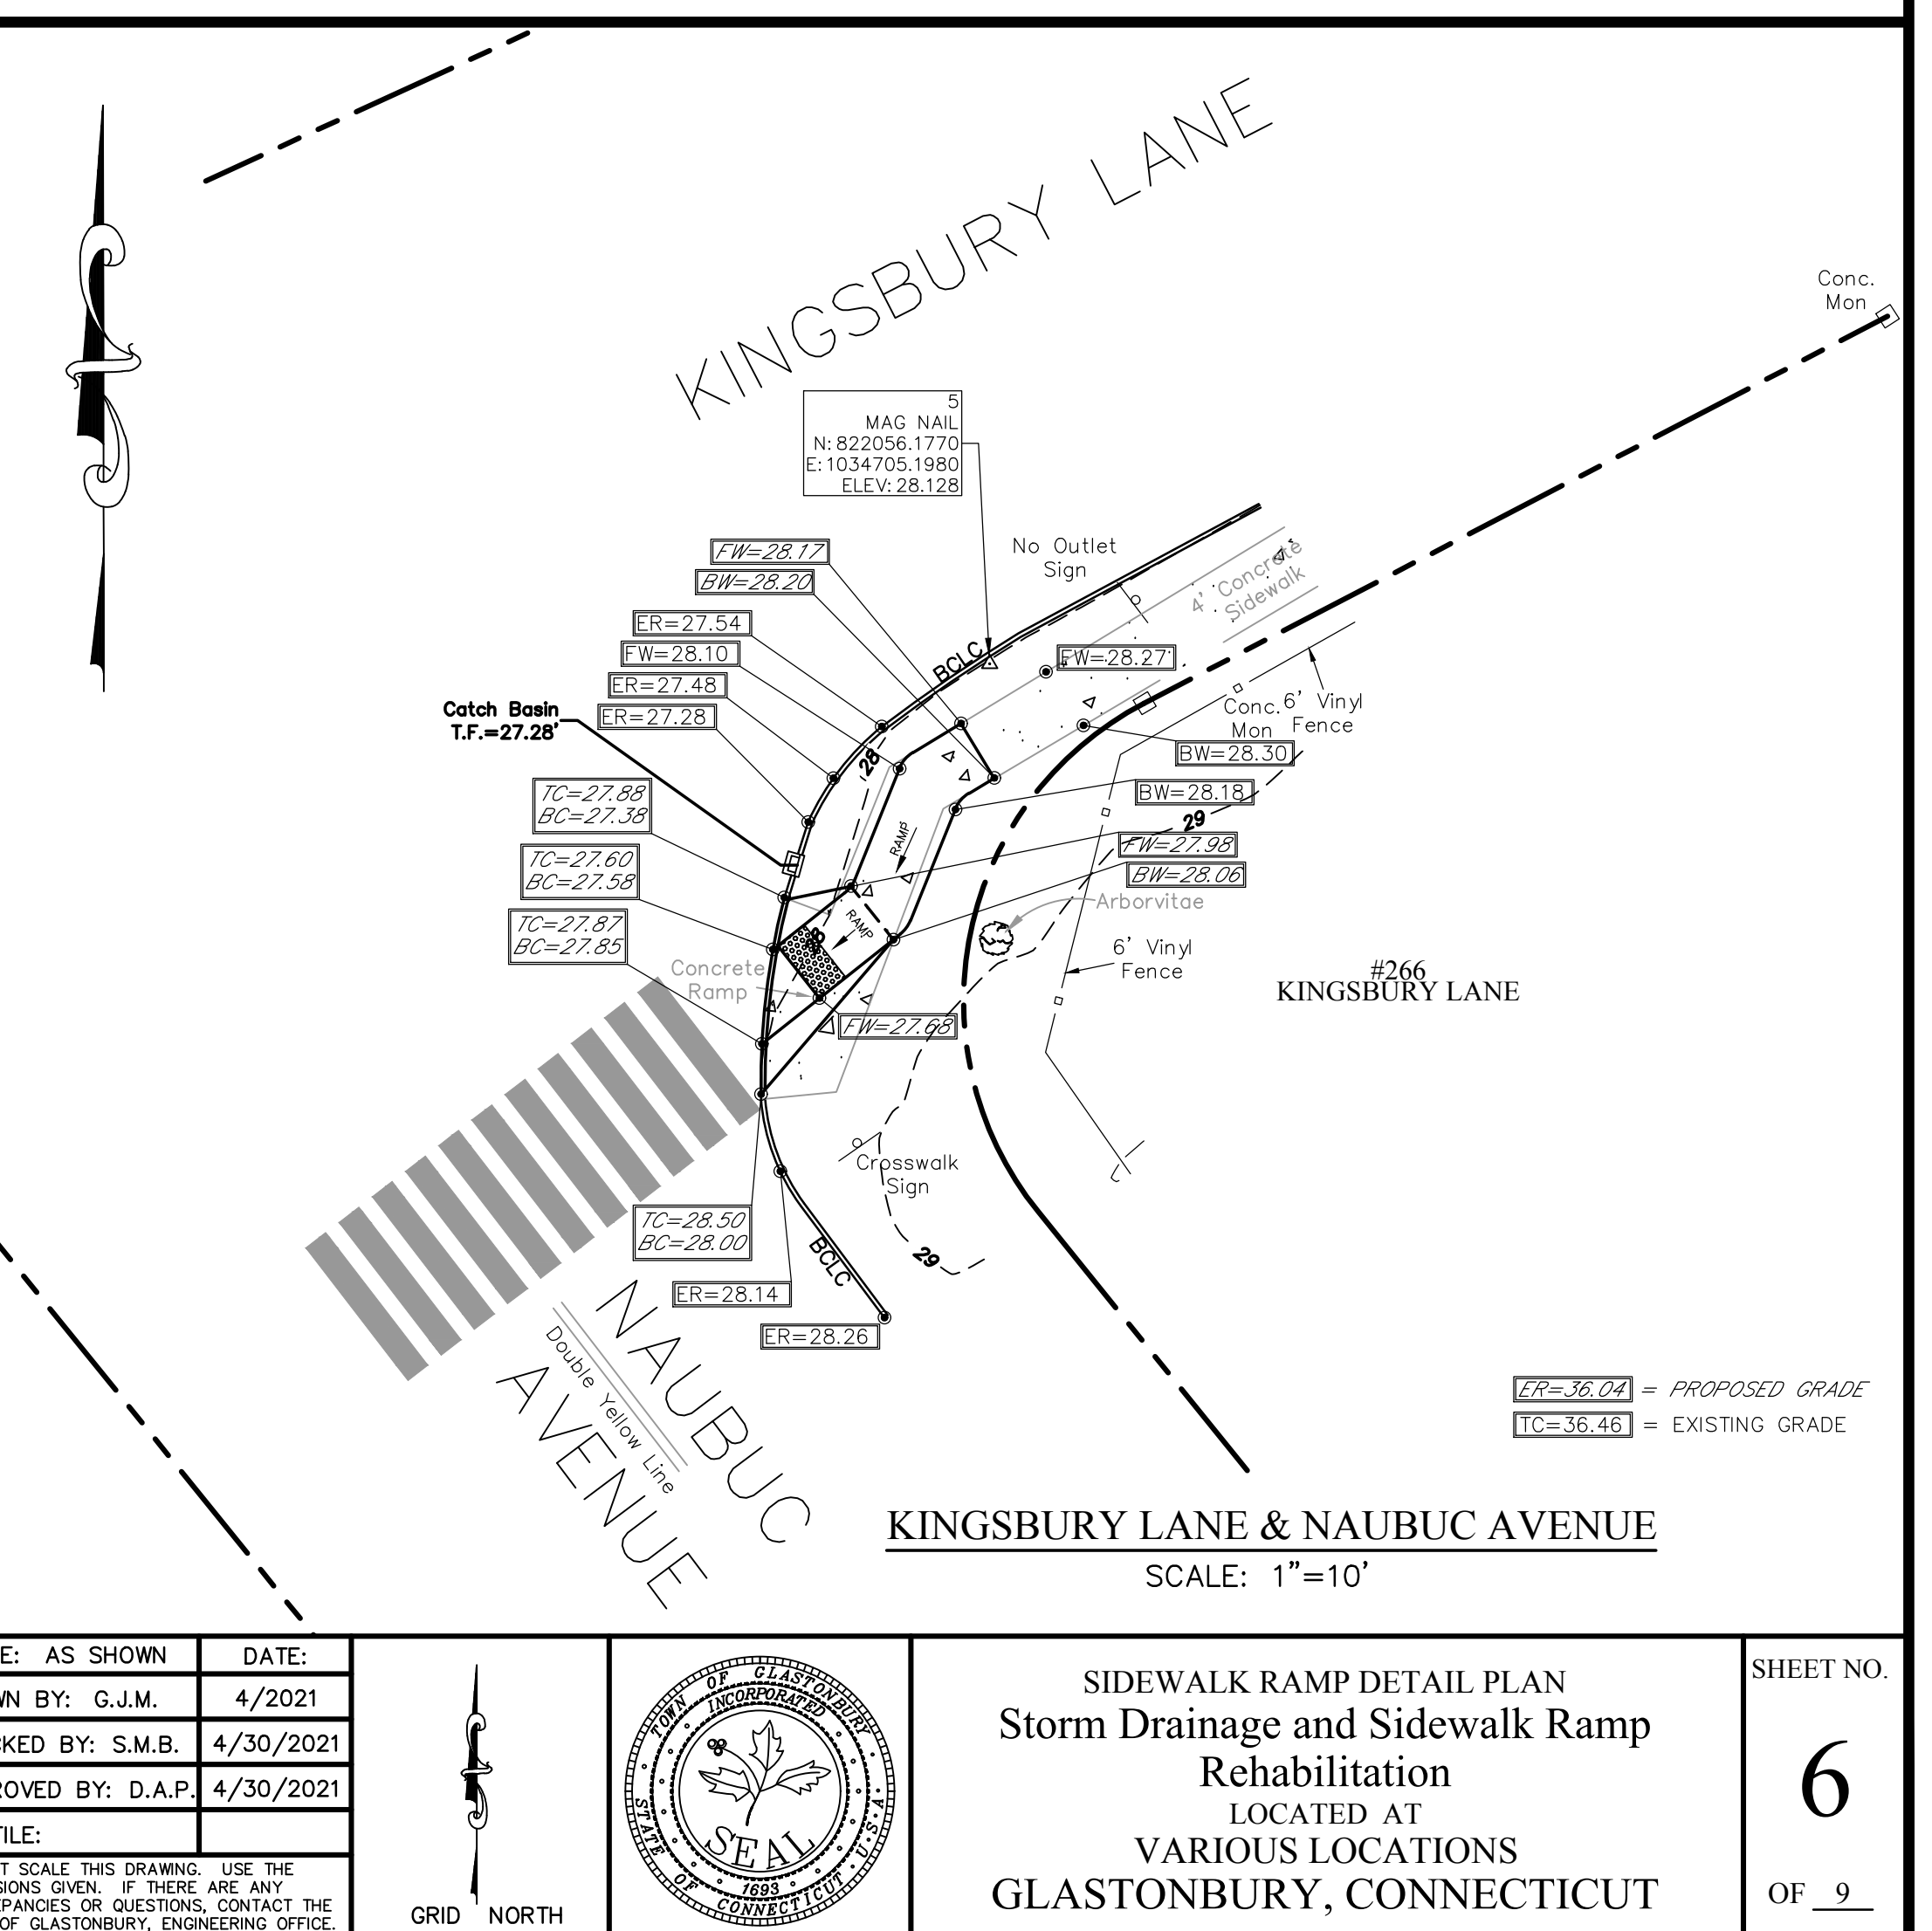 KINGSBURY LANE
Conc.
Mon
5
MAG NAIL
N: 822056.1770
E: 1034705.1980
ELEV: 28.128
No Outlet
Sign
4' Concrete
Sidewalk
FW=28.17
BW=28.20
ER=27.54
FW=28.10
ER=27.48
ER=27.28
BCLC
FW=28.27
Catch Basin
T.F.=27.28'
28
Conc.
Mon
6' Vinyl
Fence
BW=28.30
BW=28.18
29
TC=27.88
BC=27.38
RAMP
FW=27.98
BW=28.06
TC=27.60
BC=27.58
Arborvitae
TC=27.87
BC=27.85
RAMP
6' Vinyl
Fence
Concrete
Ramp
#266
KINGSBURY LANE
FW=27.68
Crosswalk
Sign
TC=28.50
BC=28.00
BCLC
29
ER=28.14
ER=28.26
NAUBUC
AVENUE
Double Yellow Line
ER=36.04 = PROPOSED GRADE
TC=36.46 = EXISTING GRADE
KINGSBURY LANE & NAUBUC AVENUE
SCALE: 1"=10'
E: AS SHOWN
DATE:
WN BY: G.J.M.
4/2021
CKED BY: S.M.B.
4/30/2021
ROVED BY: D.A.P.
4/30/2021
ILE:
T SCALE THIS DRAWING. USE THE
SIONS GIVEN. IF THERE ARE ANY
EPANCIES OR QUESTIONS, CONTACT THE
OF GLASTONBURY, ENGINEERING OFFICE.
GRID NORTH
TOWN OF GLASTONBURY
INCORPORATED
SEAL
1693
STATE OF CONNECTICUT · U.S.A.
SIDEWALK RAMP DETAIL PLAN
Storm Drainage and Sidewalk Ramp
Rehabilitation
LOCATED AT
VARIOUS LOCATIONS
GLASTONBURY, CONNECTICUT
SHEET NO.
6
OF 9